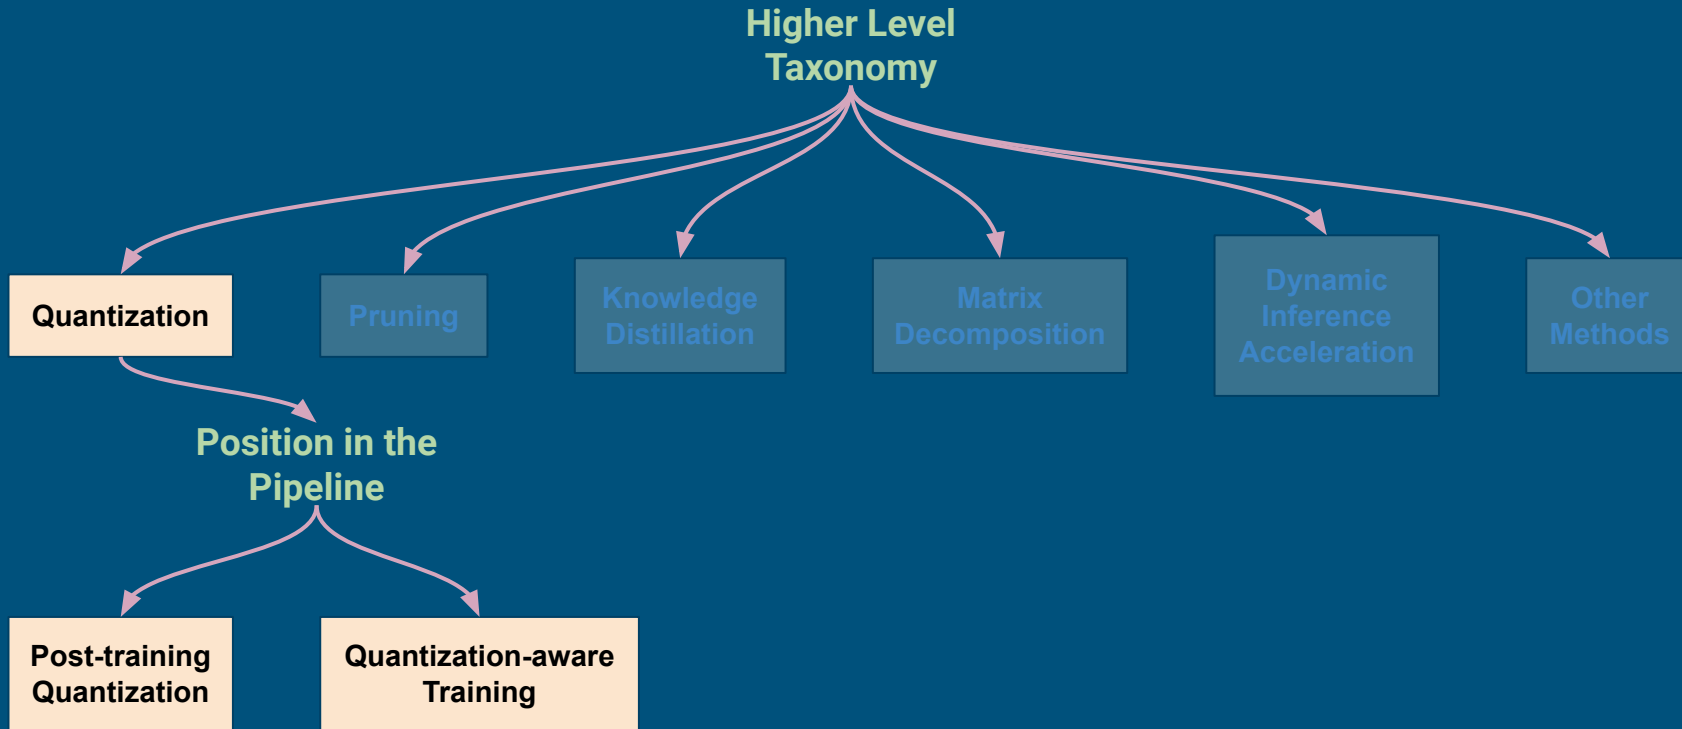 Higher Level
Taxonomy
Quantization
Pruning
Knowledge
Distillation
Matrix
Decomposition
Dynamic
Inference
Acceleration
Other
Methods
Position in the
Pipeline
Post-training
Quantization
Quantization-aware
Training